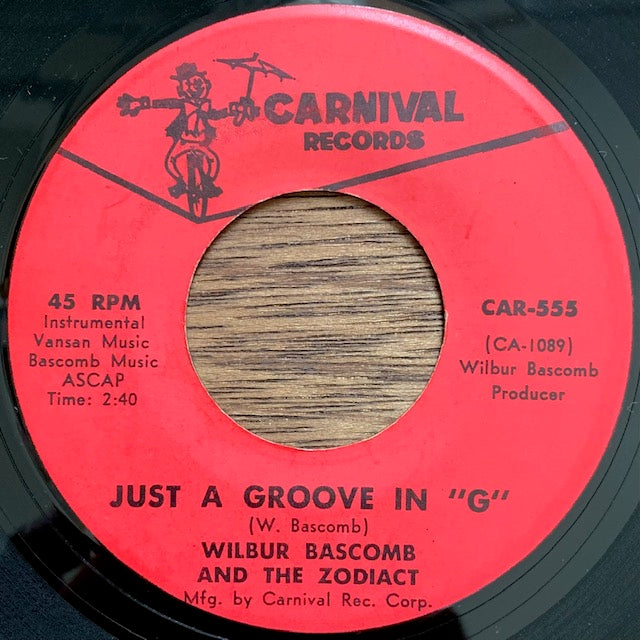 CARNIVAL
RECORDS
45 RPM
Instrumental
Vansan Music
Bascomb Music
ASCAP
Time: 2:40
CAR-555
(CA-1089)
Wilbur Bascomb
Producer
JUST A GROOVE IN "G"
(W. Bascomb)
WILBUR BASCOMB
AND THE ZODIACT
Mfg. by Carnival Rec. Corp.